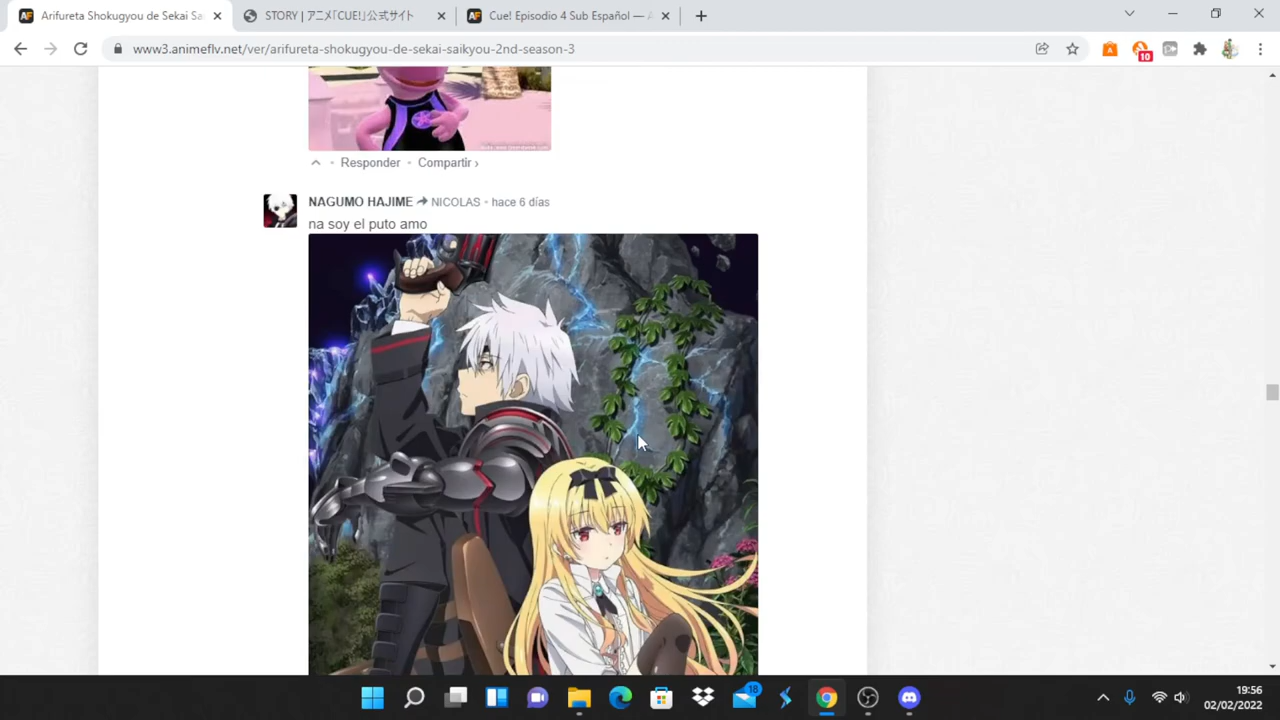 Arifureta Shokugyou de Sekai Sa
STORY | アニメ「CUE!」公式サイト
Cue! Episodio 4 Sub Español — A
www3.animeflv.net/ver/arifureta-shokugyou-de-sekai-saikyou-2nd-season-3
10
Responder • Compartir ›
NAGUMO HAJIME NICOLAS • hace 6 días
na soy el puto amo
18
19:56
02/02/2022